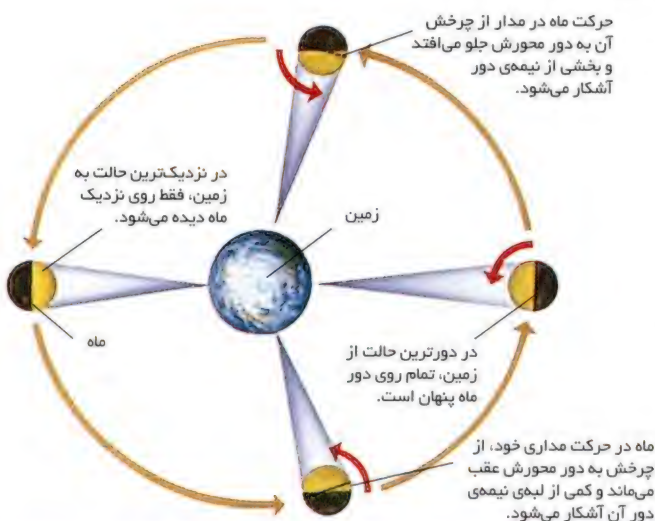 حرکت ماه در مدار از چرخش
آن به دور محورش جلو می‌افتد
و بخشی از نیمه‌ی دور
آشکار می‌شود.
در نزدیک‌ترین حالت به
زمین، فقط روی نزدیک
ماه دیده می‌شود.
زمین
ماه
در دورترین حالت از
زمین، تمام روی دور
ماه پنهان است.
ماه در حرکت مداری خود، از
چرخش به دور محورش عقب
می‌ماند و کمی از لبه‌ی نیمه‌ی
دور آن آشکار می‌شود.